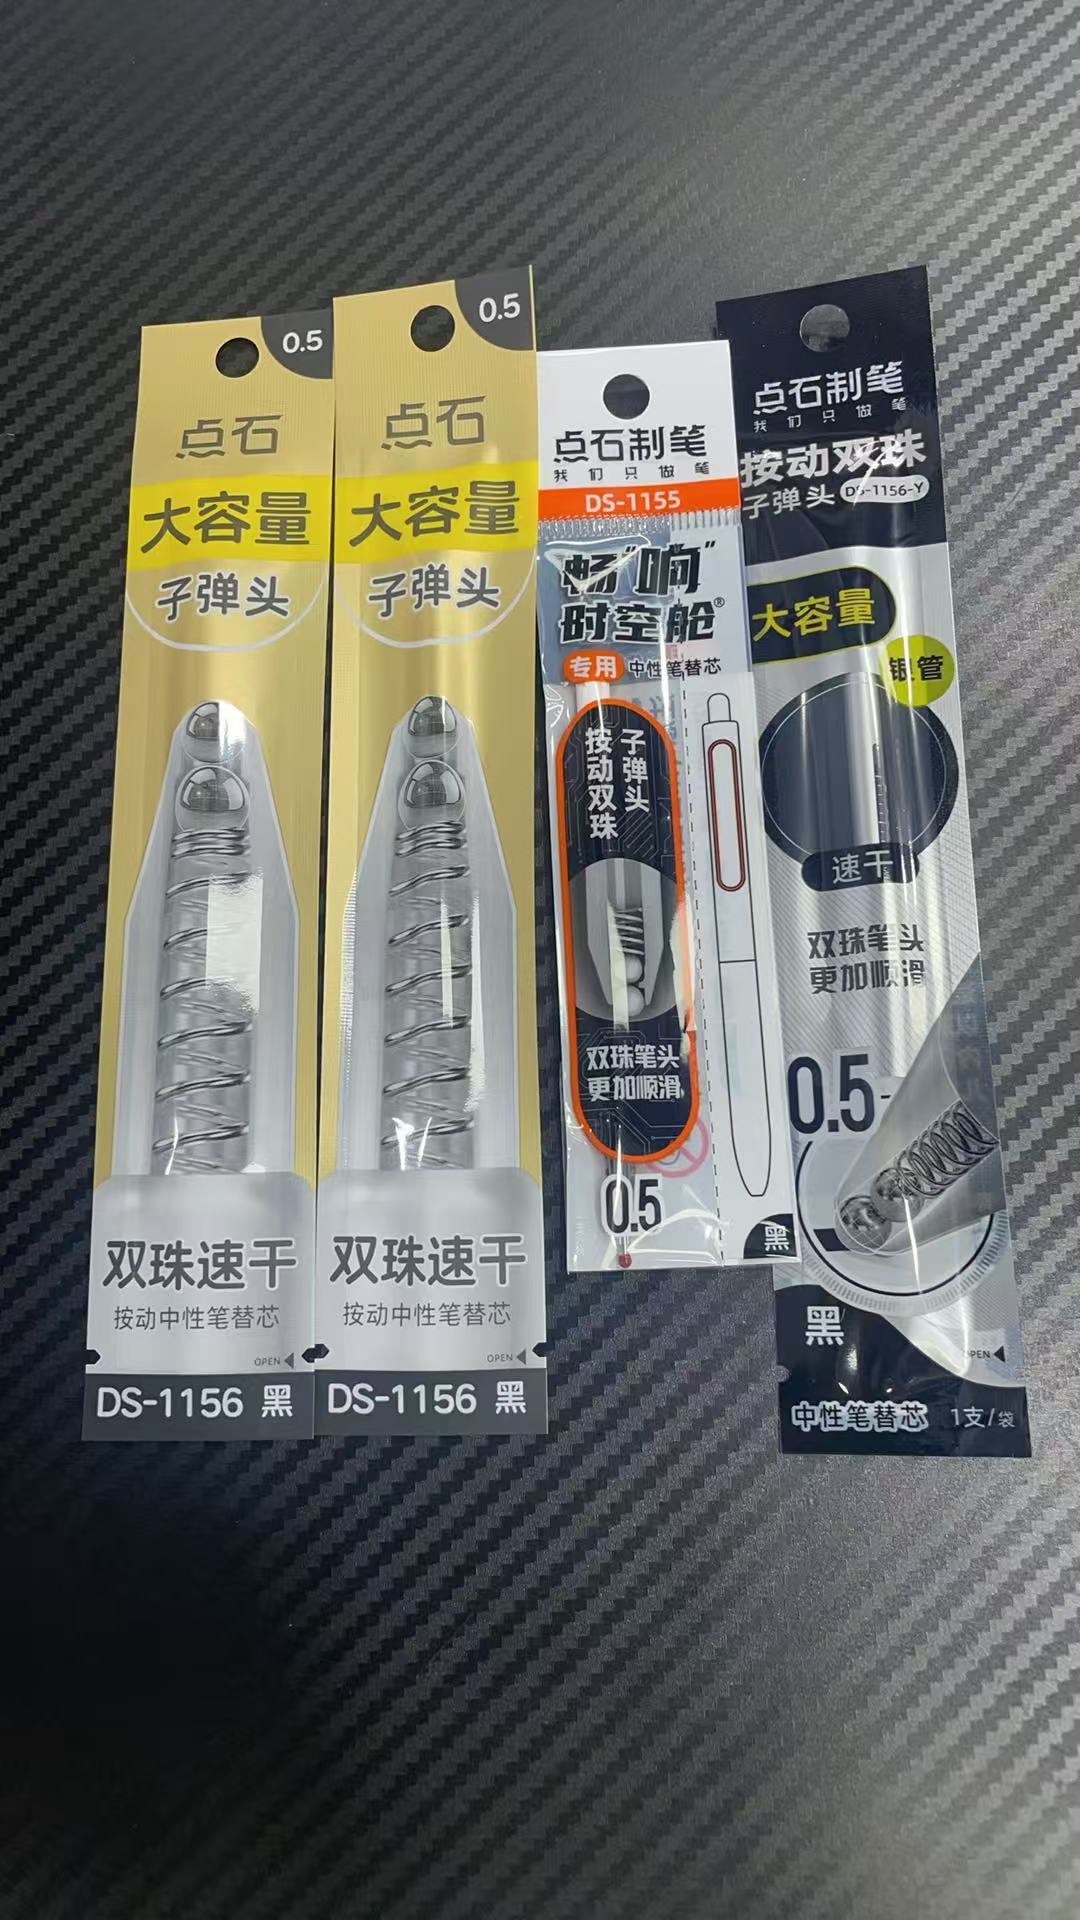 0.5
点石
大容量
子弹头
双珠速干
按动中性笔替芯
OPEN
DS-1156 黑
0.5
点石
大容量
子弹头
双珠速干
按动中性笔替芯
OPEN
DS-1156 黑
点石制笔
我们只做笔
DS-1155
畅"响"
时空舱®
专用 中性笔替芯
子弹头
按动双珠
双珠笔头
更加顺滑
0.5
黑
点石制笔
我们只做笔
按动双珠
子弹头 DS-1156-Y
大容量
银管
速干
双珠笔头
更加顺滑
0.5
黑
OPEN
中性笔替芯 1支/袋